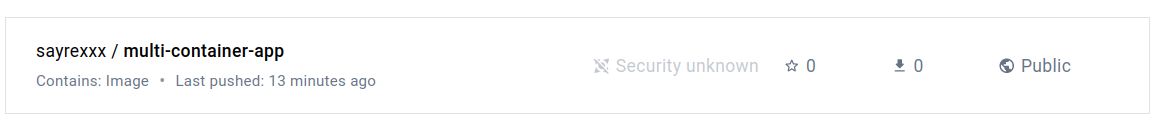 sayrexxx / multi-container-app
Security unknown
0
0
Public
Contains: Image • Last pushed: 13 minutes ago